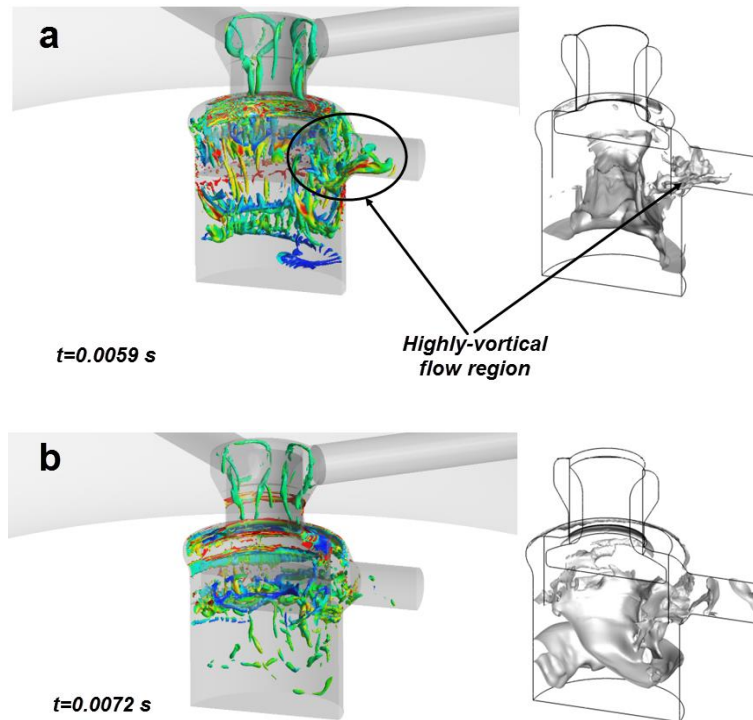 a
t=0.0059 s
Highly-vortical
flow region
b
t=0.0072 s